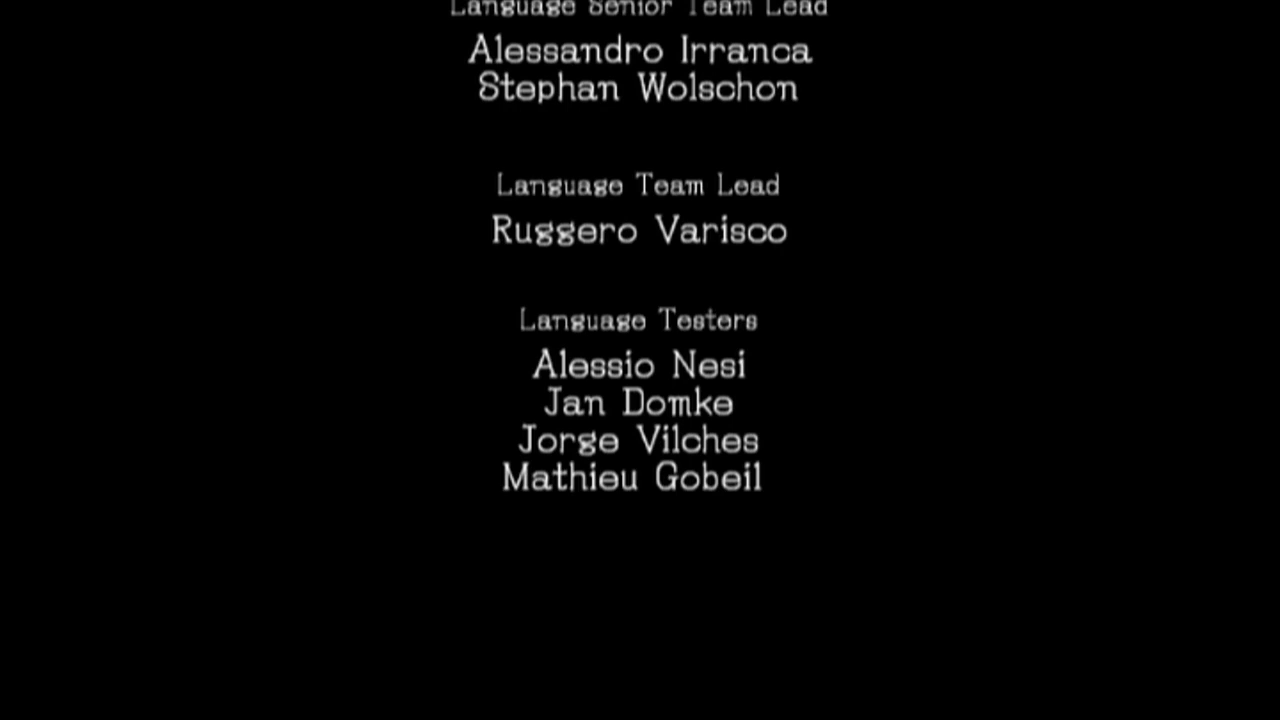 Language Senior Team Lead
Alessandro Irranca
Stephan Wolschon
Language Team Lead
Ruggero Varisco
Language Testers
Alessio Nesi
Jan Domke
Jorge Vilches
Mathieu Gobeil